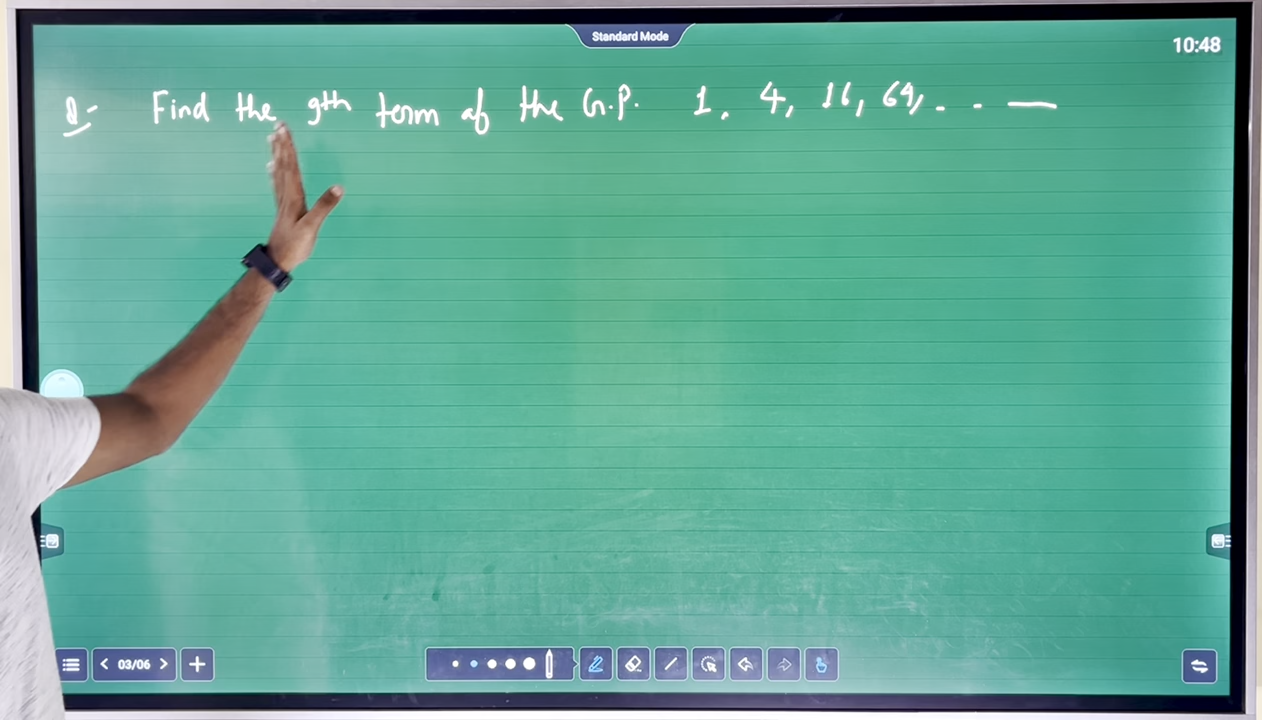 Standard Mode
10:48
Q- Find the 9th term of the G.P. 1, 4, 16, 64, . . —
03/06